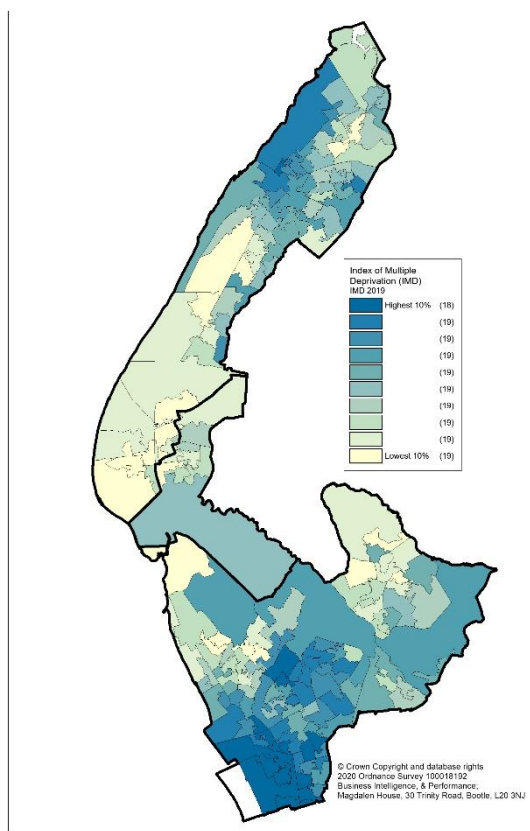 Index of Multiple
Deprivation (IMD)
IMD 2019
Highest 10% (18)
(19)
(19)
(19)
(19)
(19)
(19)
(19)
(19)
Lowest 10% (19)
© Crown Copyright and database rights
2020 Ordnance Survey 100018192
Business Intelligence, & Performance;
Magdalen House, 30 Trinity Road, Bootle, L20 3NJ